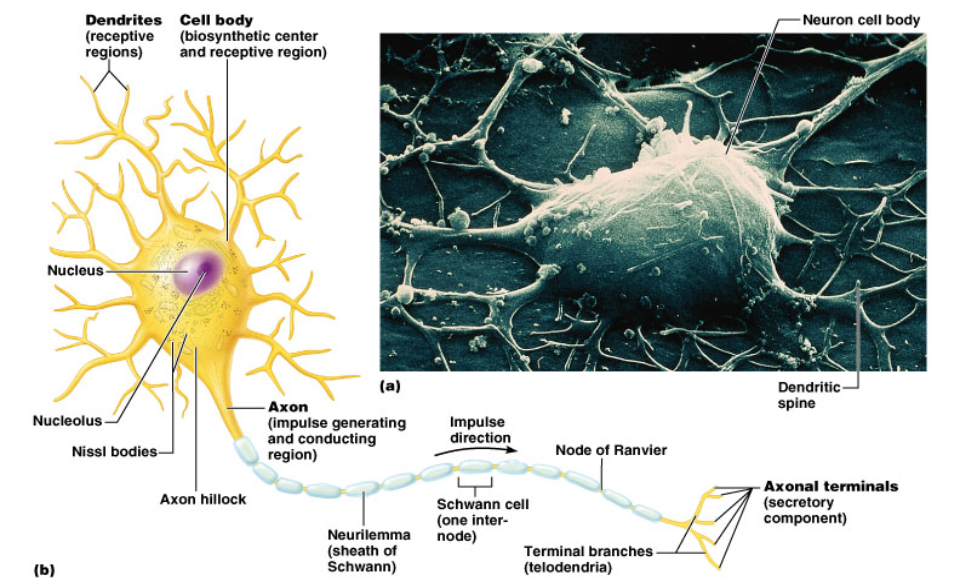 Dendrites
(receptive
regions)
Cell body
(biosynthetic center
and receptive region)
Neuron cell body
Nucleus
(a)
Dendritic
spine
Nucleolus
Axon
(impulse generating
and conducting
region)
Impulse
direction
Nissl bodies
Node of Ranvier
Axon hillock
Axonal terminals
(secretory
component)
Schwann cell
(one inter-
node)
Neurilemma
(sheath of
Schwann)
Terminal branches
(telodendria)
(b)